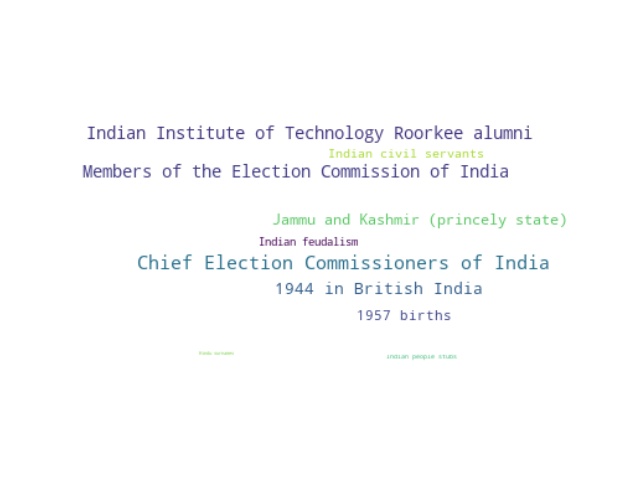 Indian Institute of Technology Roorkee alumni
Indian civil servants
Members of the Election Commission of India
Jammu and Kashmir (princely state)
Indian feudalism
Chief Election Commissioners of India
1944 in British India
1957 births
Indian people stubs